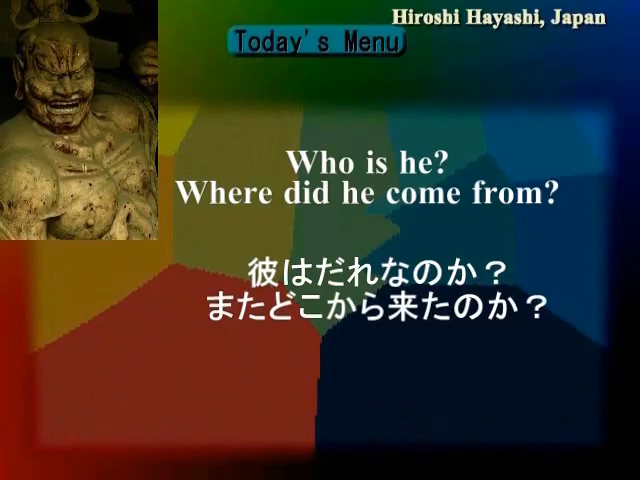 Hiroshi Hayashi, Japan
Today's Menu
Who is he?
Where did he come from?
彼はだれなのか？
またどこから来たのか？